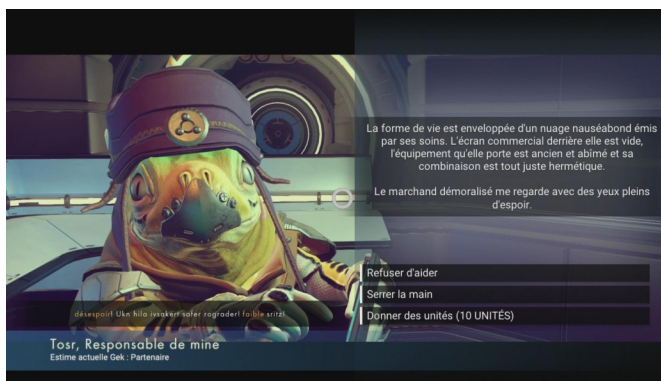 La forme de vie est enveloppée d'un nuage nauséabond émis
par ses soins. L'écran commercial derrière elle est vide,
l'équipement qu'elle porte est ancien et abîmé et sa
combinaison est tout juste hermétique.
Le marchand démoralisé me regarde avec des yeux pleins
d'espoir.
Refuser d'aider
Serrer la main
Donner des unités (10 UNITÉS)
désespoir! Ukn hila ivsakert safer rograder! faible sritz!
Tosr, Responsable de mine
Estime actuelle Gek : Partenaire